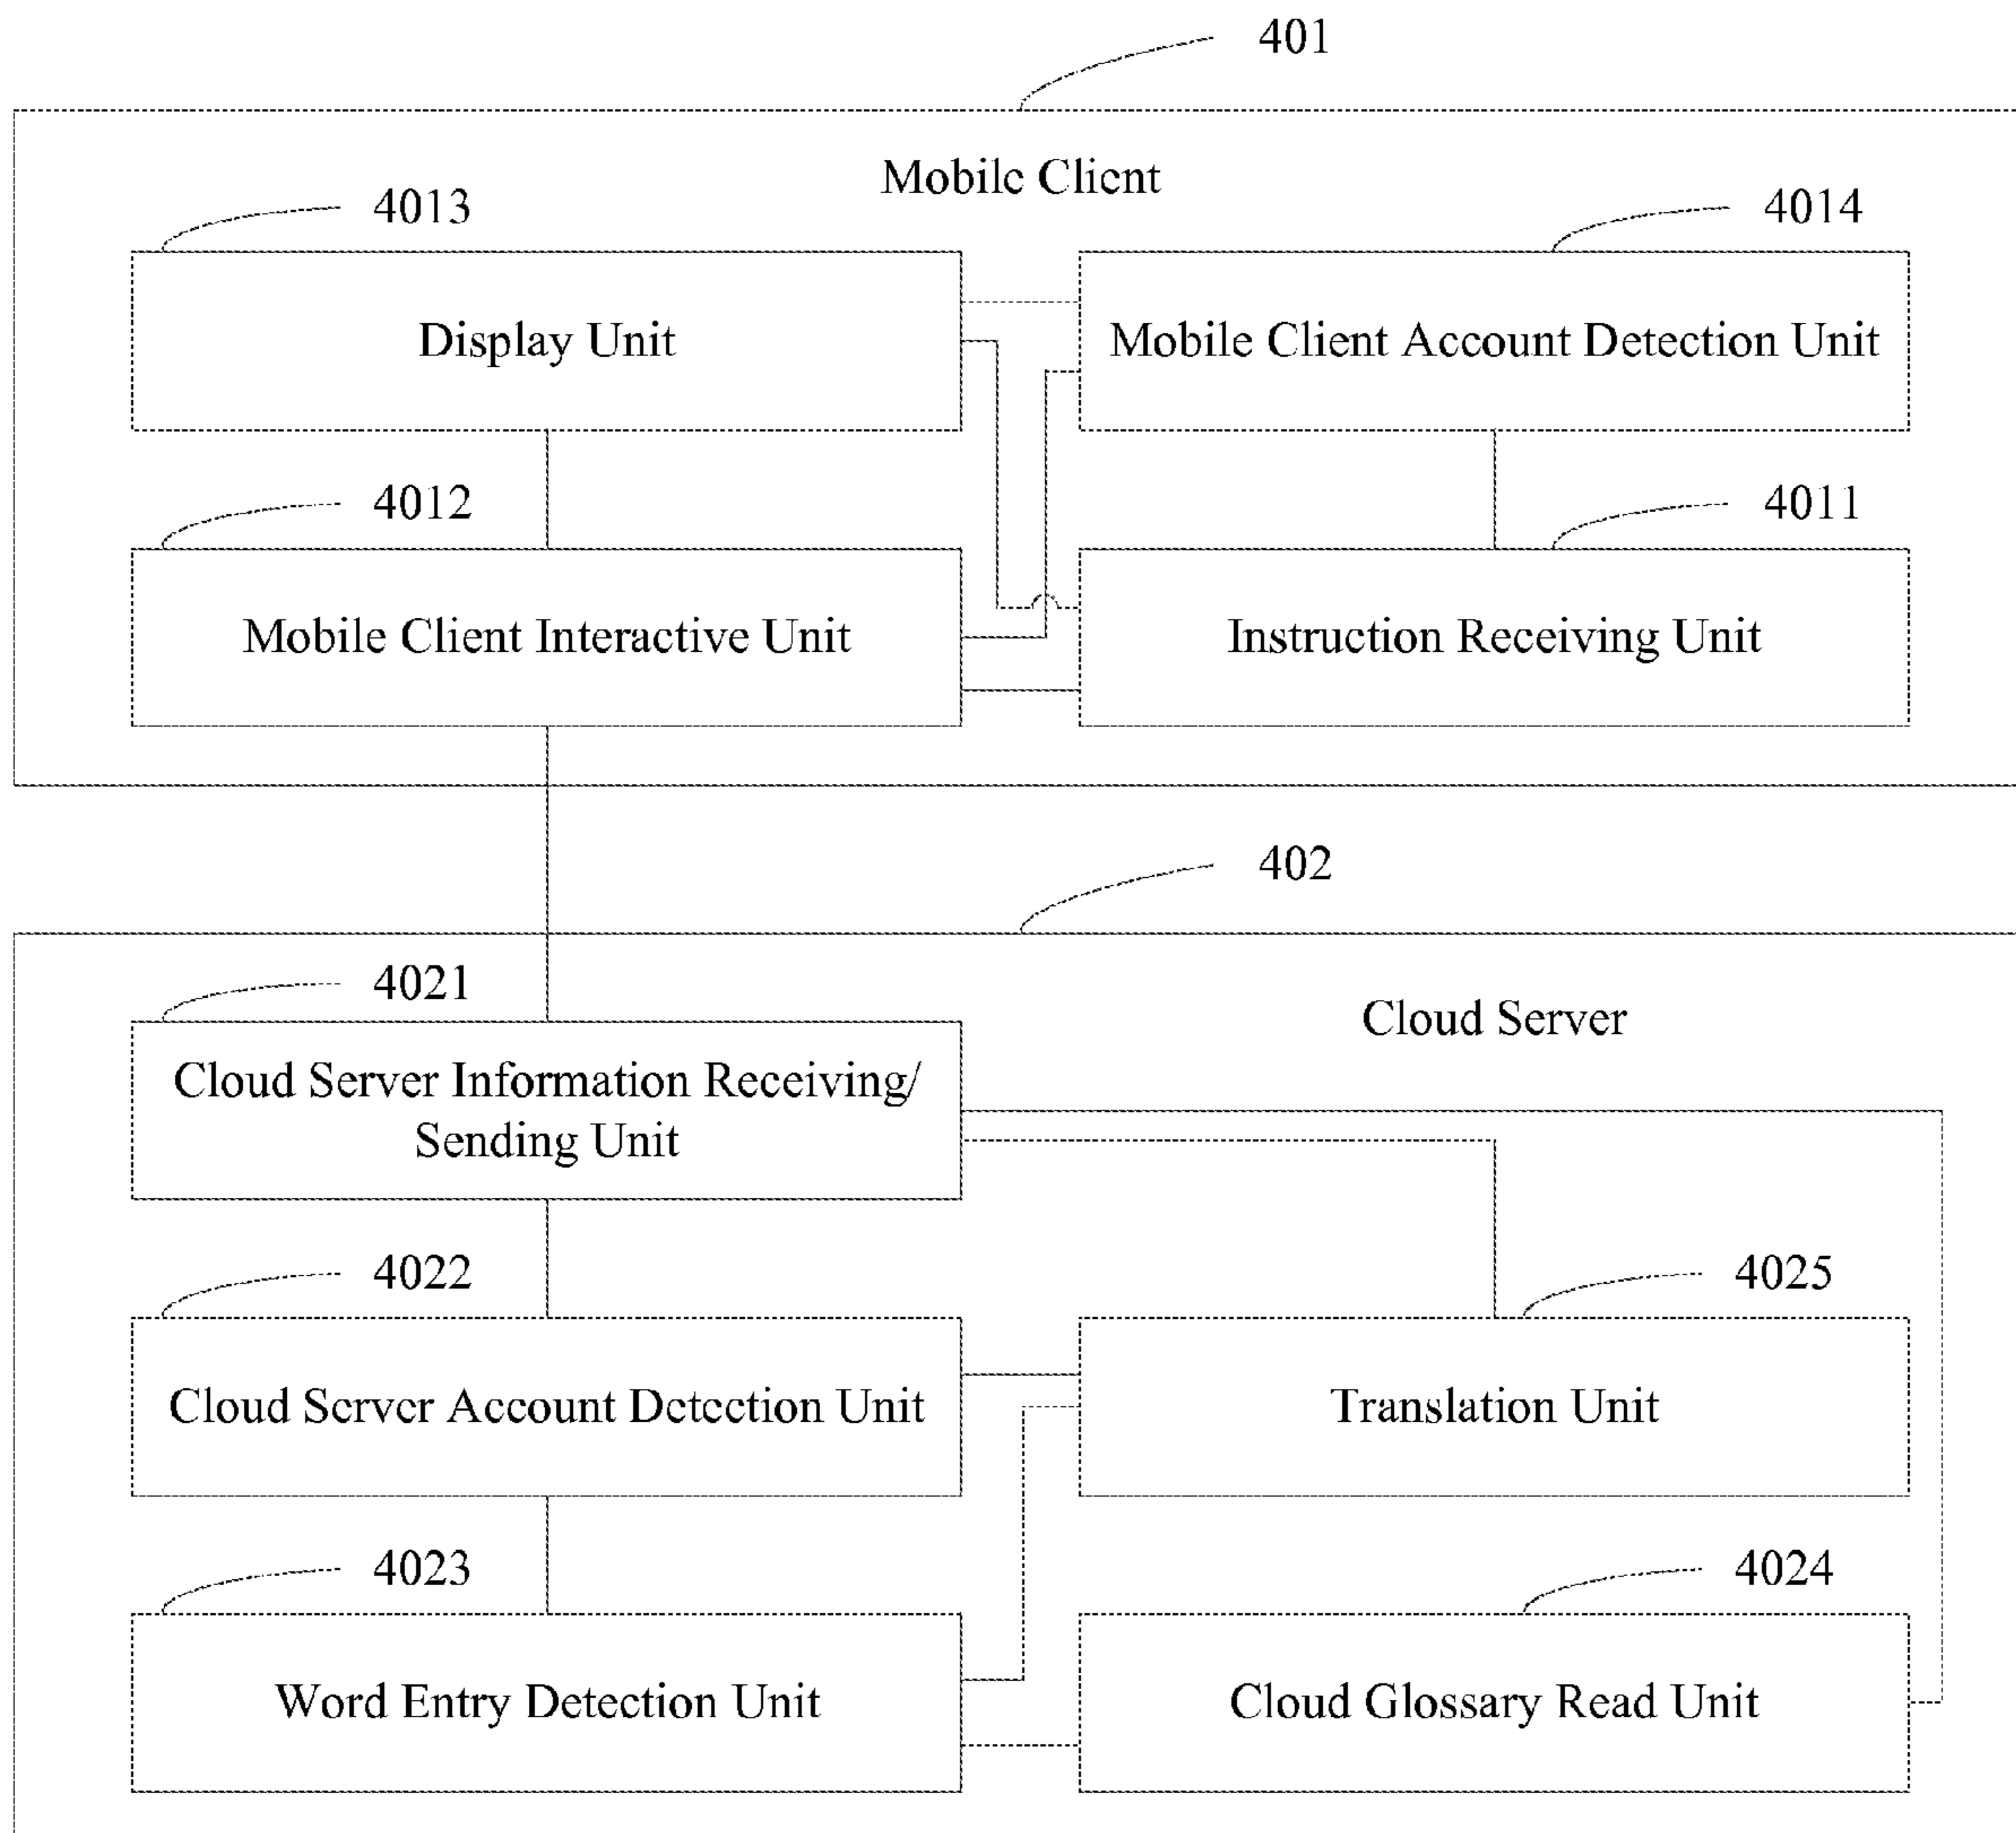 401
Mobile Client
4013
4014
Display Unit
Mobile Client Account Detection Unit
4012
4011
Mobile Client Interactive Unit
Instruction Receiving Unit
402
4021
Cloud Server
Cloud Server Information Receiving/
Sending Unit
4022
4025
Cloud Server Account Detection Unit
Translation Unit
4023
4024
Word Entry Detection Unit
Cloud Glossary Read Unit